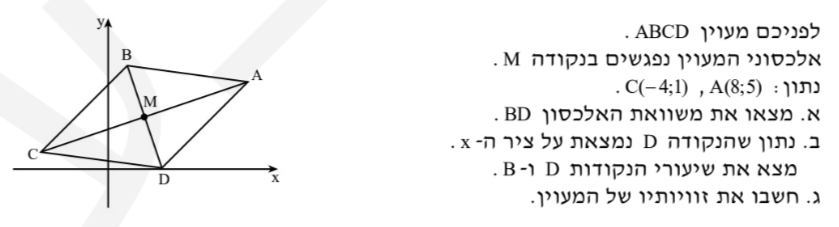 לפניכם מעוין ABCD .
אלכסוני המעוין נפגשים בנקודה M .
נתון : A(8;5) , C(−4;1) .
א. מצאו את משוואת האלכסון BD .
ב. נתון שהנקודה D נמצאת על ציר ה- x .
מצא את שיעורי הנקודות D ו- B .
ג. חשבו את זוויותיו של המעוין.
y
B
A
M
C
D
x